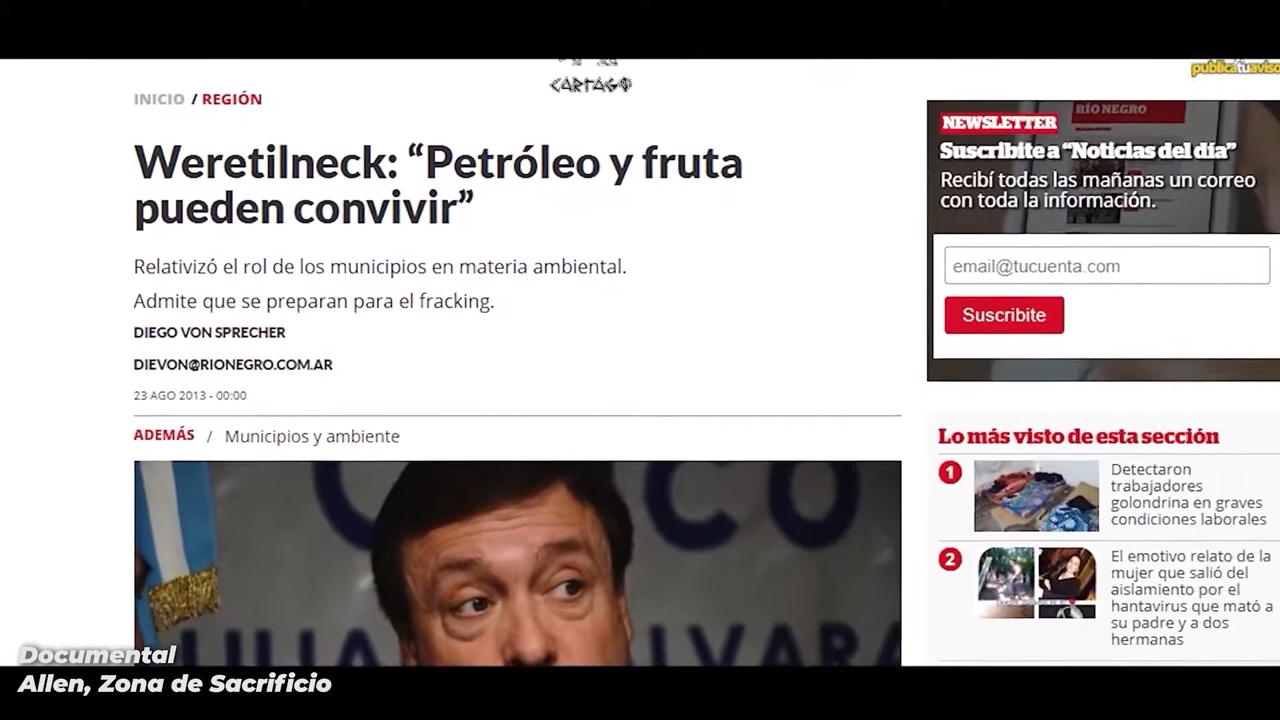 CARTAGO
publicatuaviso
INICIO / REGIÓN
Weretilneck: “Petróleo y fruta
pueden convivir”
Relativizó el rol de los municipios en materia ambiental.
Admite que se preparan para el fracking.
DIEGO VON SPRECHER
DIEVON@RIONEGRO.COM.AR
23 AGO 2013 - 00:00
ADEMÁS / Municipios y ambiente
RÍO NEGRO
NEWSLETTER
Suscribite a “Noticias del día”
Recibí todas las mañanas un correo
con toda la información.
email@tucuenta.com
Suscribite
Lo más visto de esta sección
1
Detectaron
trabajadores
golondrina en graves
condiciones laborales
2
El emotivo relato de la
mujer que salió del
aislamiento por el
hantavirus que mató a
su padre y a dos
hermanas
Documental
Allen, Zona de Sacrificio